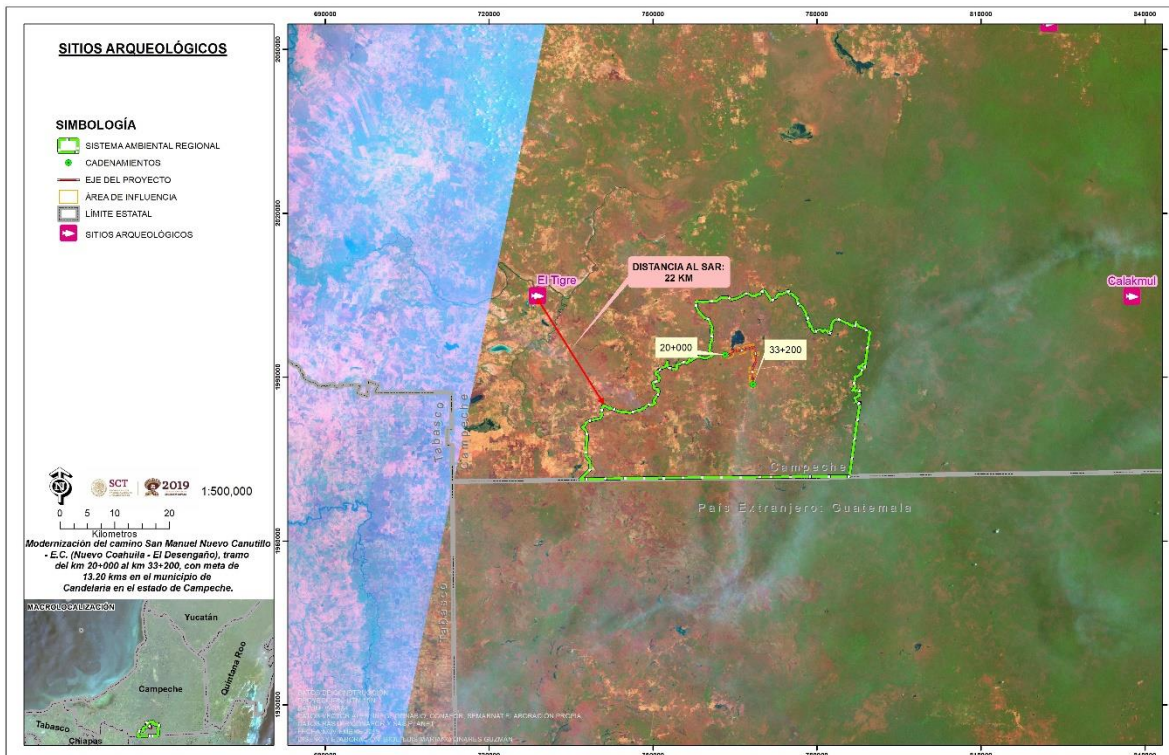 SITIOS ARQUEOLÓGICOS
SIMBOLOGÍA
SISTEMA AMBIENTAL REGIONAL
CADENAMIENTOS
EJE DEL PROYECTO
ÁREA DE INFLUENCIA
LÍMITE ESTATAL
SITIOS ARQUEOLÓGICOS
N
SCT
2019
1:500,000
0 5 10 20
Kilometros
Modernización del camino San Manuel Nuevo Canutillo
- E.C. (Nuevo Coahuila - El Desengaño), tramo
del km 20+000 al km 33+200, con meta de
13.20 kms en el municipio de
Candelaria en el estado de Campeche.
MACROLOCALIZACIÓN
Yucatán
Quintana Roo
Campeche
Tabasco
Chiapas
El Tigre
DISTANCIA AL SAR:
22 KM
Calakmul
20+000
33+200
Tabasco
Campeche
Campeche
País Extranjero: Guatemala
Tabasco
690000
720000
2020000
1990000
1960000
1930000